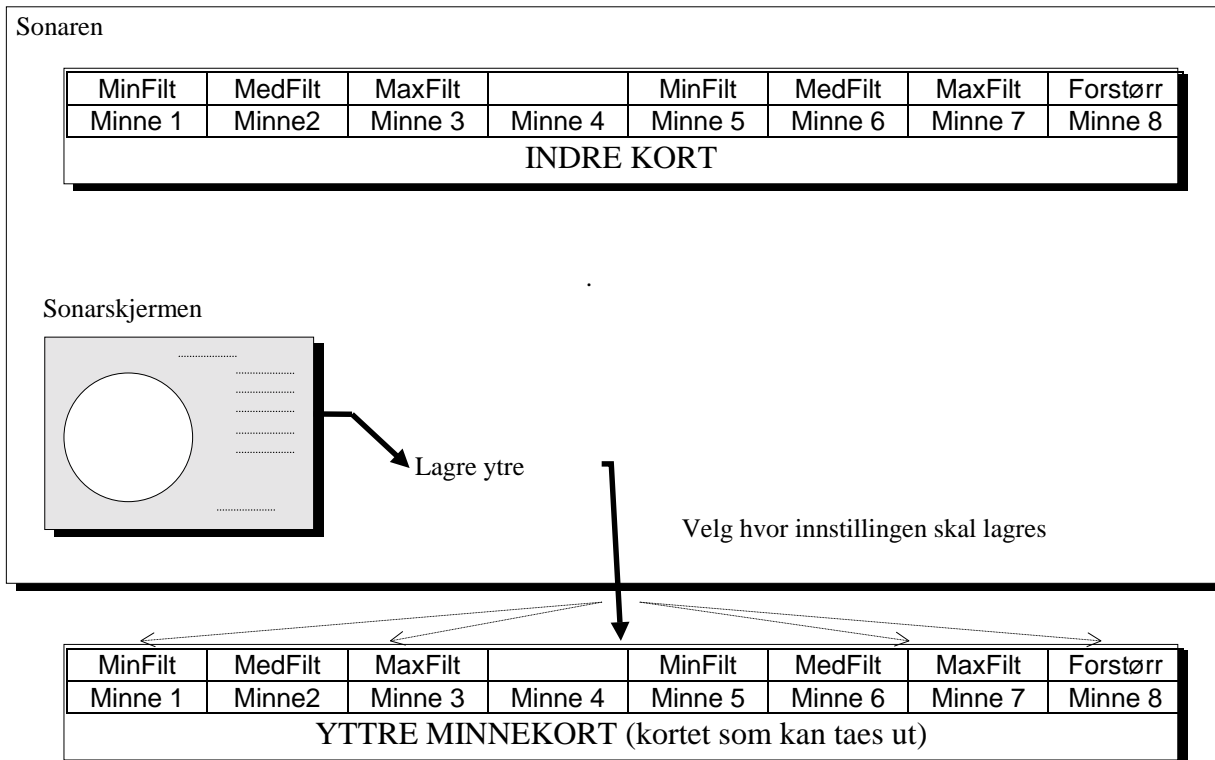 Sonaren
MinFilt MedFilt MaxFilt MinFilt MedFilt MaxFilt Forstørr
Minne 1 Minne2 Minne 3 Minne 4 Minne 5 Minne 6 Minne 7 Minne 8
INDRE KORT
Sonarskjermen
Lagre ytre
Velg hvor innstillingen skal lagres
MinFilt MedFilt MaxFilt MinFilt MedFilt MaxFilt Forstørr
Minne 1 Minne2 Minne 3 Minne 4 Minne 5 Minne 6 Minne 7 Minne 8
YTTRE MINNEKORT (kortet som kan taes ut)